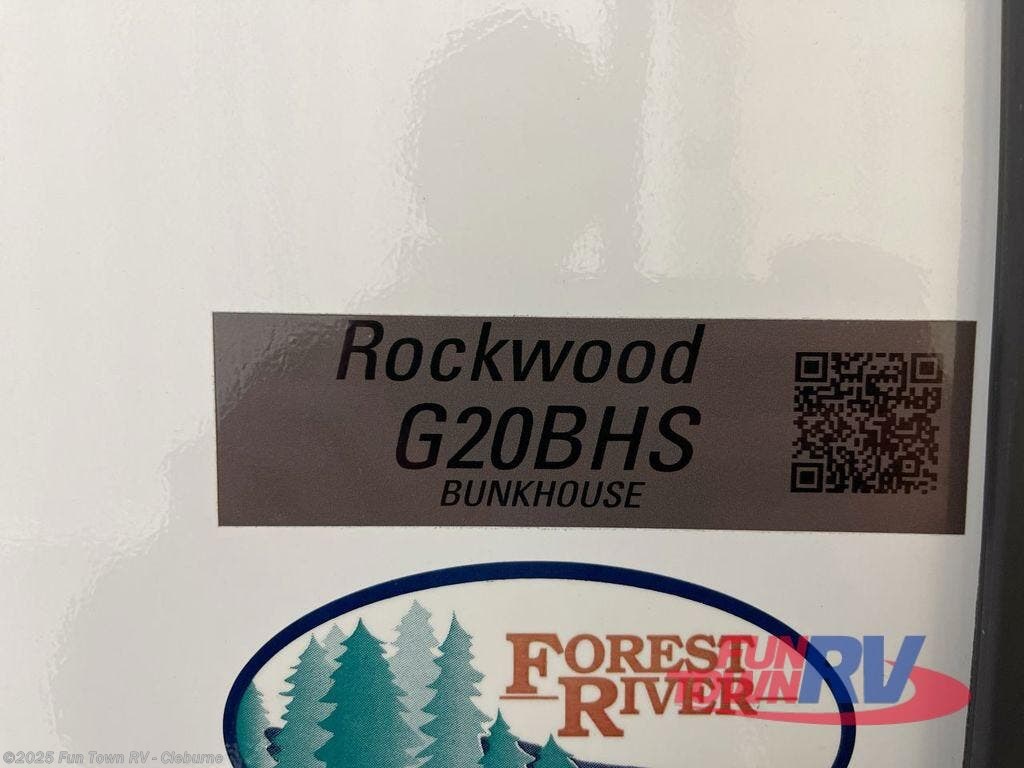 Rockwood
G20BHS
BUNKHOUSE
FOREST
RIVER
FUN
TOWN RV
©2025 Fun Town RV - Cleburne